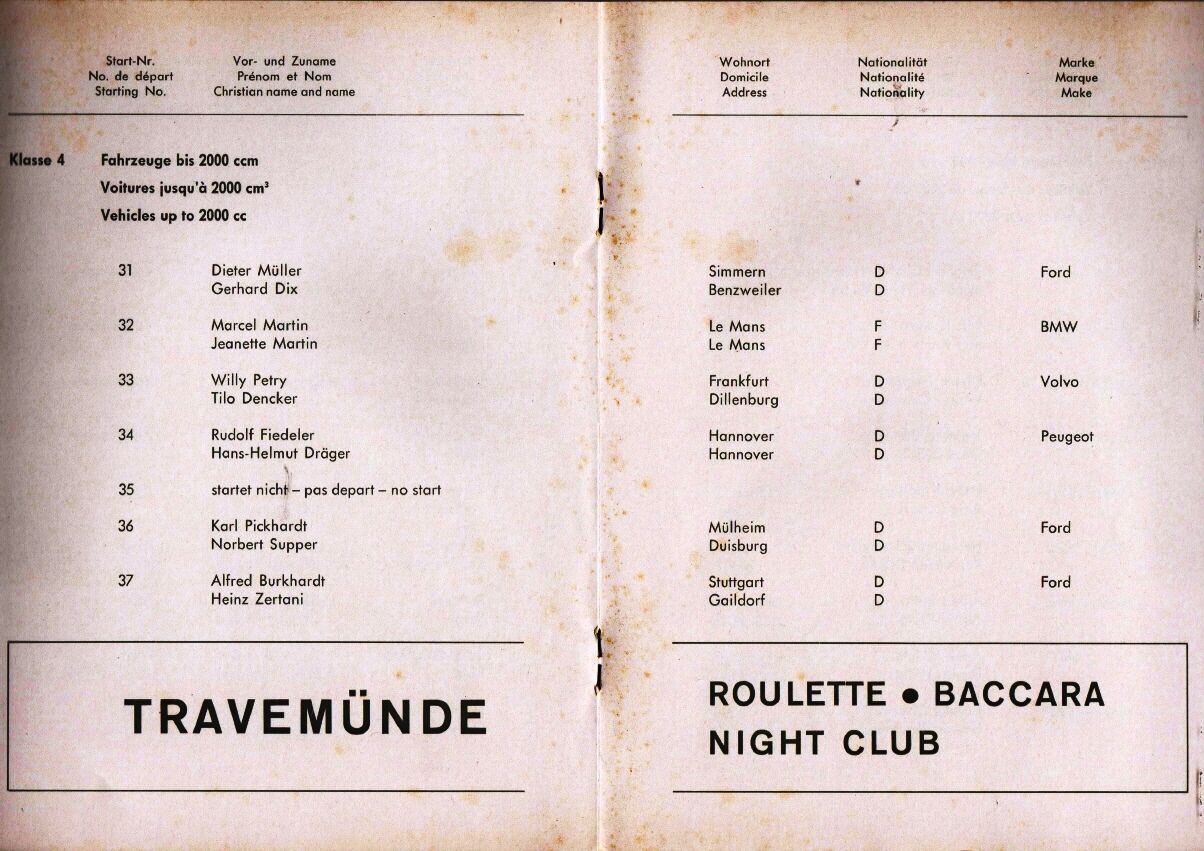 Start-Nr. Vor- und Zuname Wohnort Nationalität Marke
No. de départ Prénom et Nom Domicile Nationalité Marque
Starting No. Christian name and name Address Nationality Make
Klasse 4 Fahrzeuge bis 2000 ccm
Voitures jusqu'à 2000 cm³
Vehicles up to 2000 cc
31 Dieter Müller Simmern D Ford
Gerhard Dix Benzweiler D
32 Marcel Martin Le Mans F BMW
Jeanette Martin Le Mans F
33 Willy Petry Frankfurt D Volvo
Tilo Dencker Dillenburg D
34 Rudolf Fiedeler Hannover D Peugeot
Hans-Helmut Dräger Hannover D
35 startet nicht – pas depart – no start
36 Karl Pickhardt Mülheim D Ford
Norbert Supper Duisburg D
37 Alfred Burkhardt Stuttgart D Ford
Heinz Zertani Gaildorf D
TRAVEMÜNDE
ROULETTE ● BACCARA
NIGHT CLUB